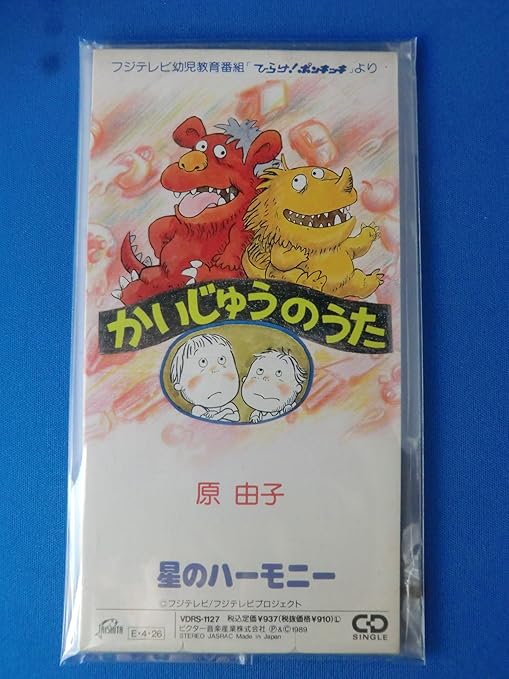 フジテレビ幼児教育番組「ひらけ!ポンキッキ」より
かいじゅうのうた
原 由子
星のハーモニー
©フジテレビ/フジテレビプロジェクト
E・4・26
VDRS-1127 税込定価¥937(税抜価格¥910)Ⓛ
ビクター音楽産業株式会社 Ⓟ&©1989
STEREO JASRAC Made in Japan
CD
SINGLE